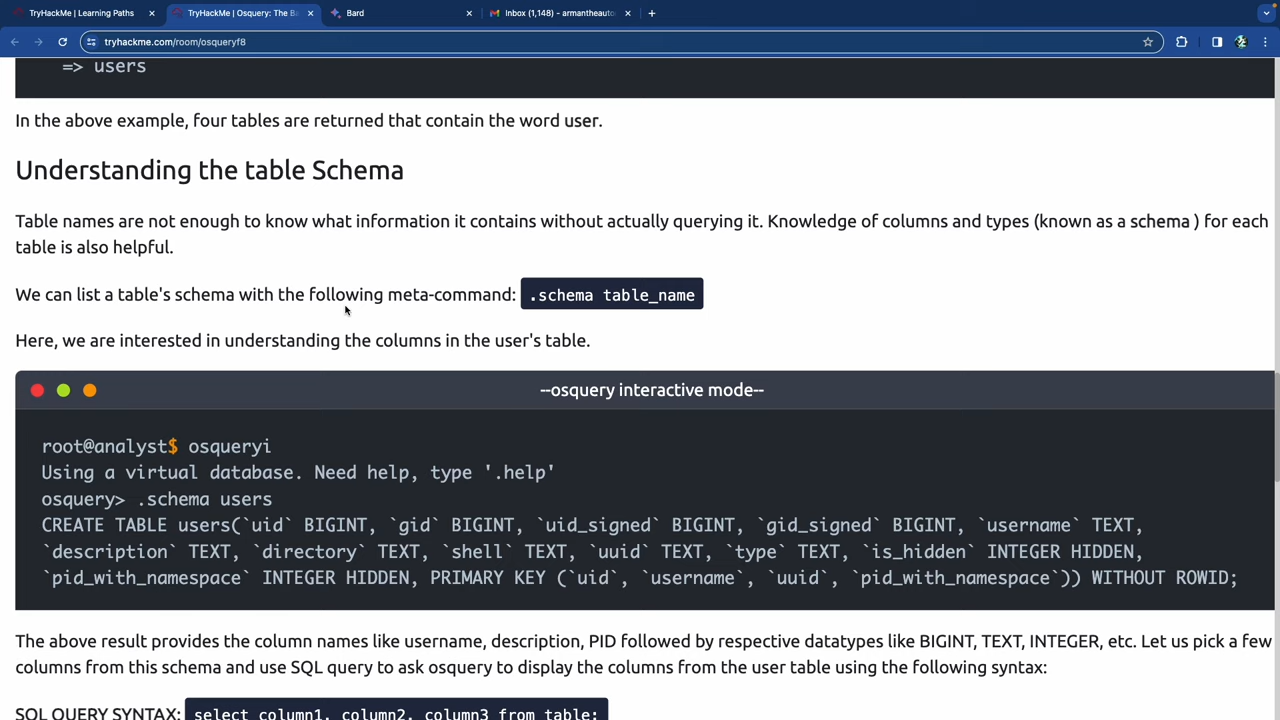 TryHackMe | Learning Paths
TryHackMe | Osquery: The Ba
Bard
Inbox (1,148) - armantheauto
tryhackme.com/room/osqueryf8
=> users
In the above example, four tables are returned that contain the word user.
Understanding the table Schema
Table names are not enough to know what information it contains without actually querying it. Knowledge of columns and types (known as a schema ) for each
table is also helpful.
We can list a table's schema with the following meta-command: .schema table_name
Here, we are interested in understanding the columns in the user's table.
--osquery interactive mode--
root@analyst$ osqueryi
Using a virtual database. Need help, type '.help'
osquery> .schema users
CREATE TABLE users(`uid` BIGINT, `gid` BIGINT, `uid_signed` BIGINT, `gid_signed` BIGINT, `username` TEXT,
`description` TEXT, `directory` TEXT, `shell` TEXT, `uuid` TEXT, `type` TEXT, `is_hidden` INTEGER HIDDEN,
`pid_with_namespace` INTEGER HIDDEN, PRIMARY KEY (`uid`, `username`, `uuid`, `pid_with_namespace`)) WITHOUT ROWID;
The above result provides the column names like username, description, PID followed by respective datatypes like BIGINT, TEXT, INTEGER, etc. Let us pick a few
columns from this schema and use SQL query to ask osquery to display the columns from the user table using the following syntax:
SQL QUERY SYNTAX: select column1, column2, column3 from table;